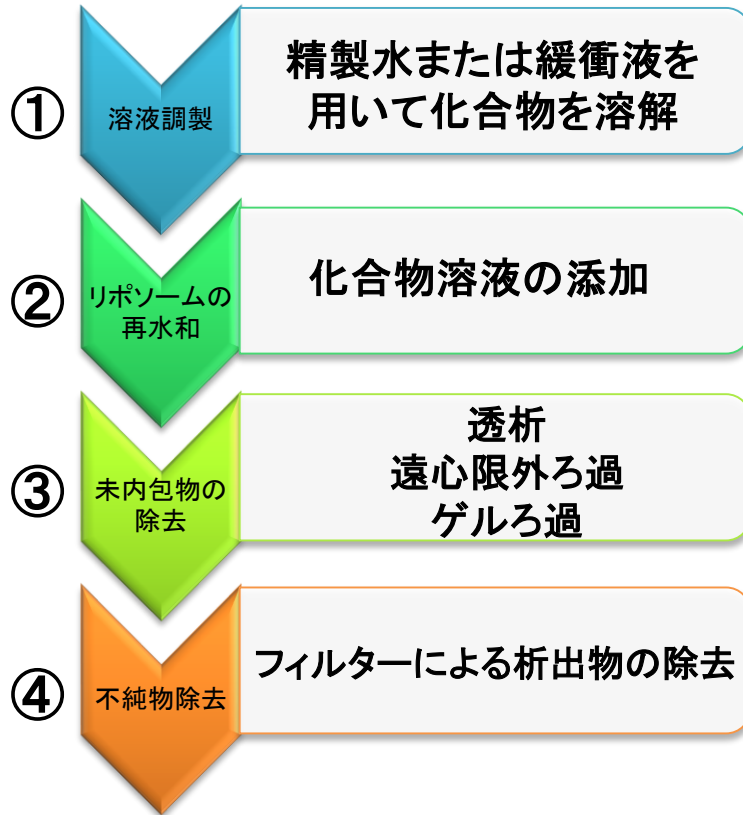 ①
溶液調製
精製水または緩衝液を
用いて化合物を溶解
②
リポソームの
再水和
化合物溶液の添加
③
未内包物の
除去
透析
遠心限外ろ過
ゲルろ過
④
不純物除去
フィルターによる析出物の除去